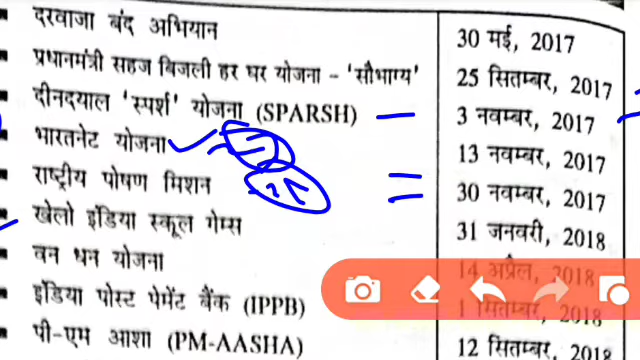 दरवाजा बंद अभियान 30 मई, 2017
प्रधानमंत्री सहज बिजली हर घर योजना - 'सौभाग्य' 25 सितम्बर, 2017
दीनदयाल 'स्पर्श' योजना (SPARSH) 3 नवम्बर, 2017
भारतनेट योजना 13 नवम्बर, 2017
राष्ट्रीय पोषण मिशन 30 नवम्बर, 2017
खेलो इंडिया स्कूल गेम्स 31 जनवरी, 2018
वन धन योजना 14 अप्रैल, 2018
इंडिया पोस्ट पेमेंट बैंक (IPPB) 1 सितम्बर, 2018
पी-एम आशा (PM-AASHA) 12 सितम्बर, 2018